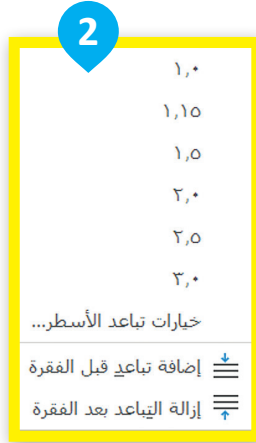 2
١,٠
١,١٥
١,٥
٢,٠
٢,٥
٣,٠
خيارات تباعد الأسطر...
إضافة تباعد قبل الفقرة
إزالة التباعد بعد الفقرة